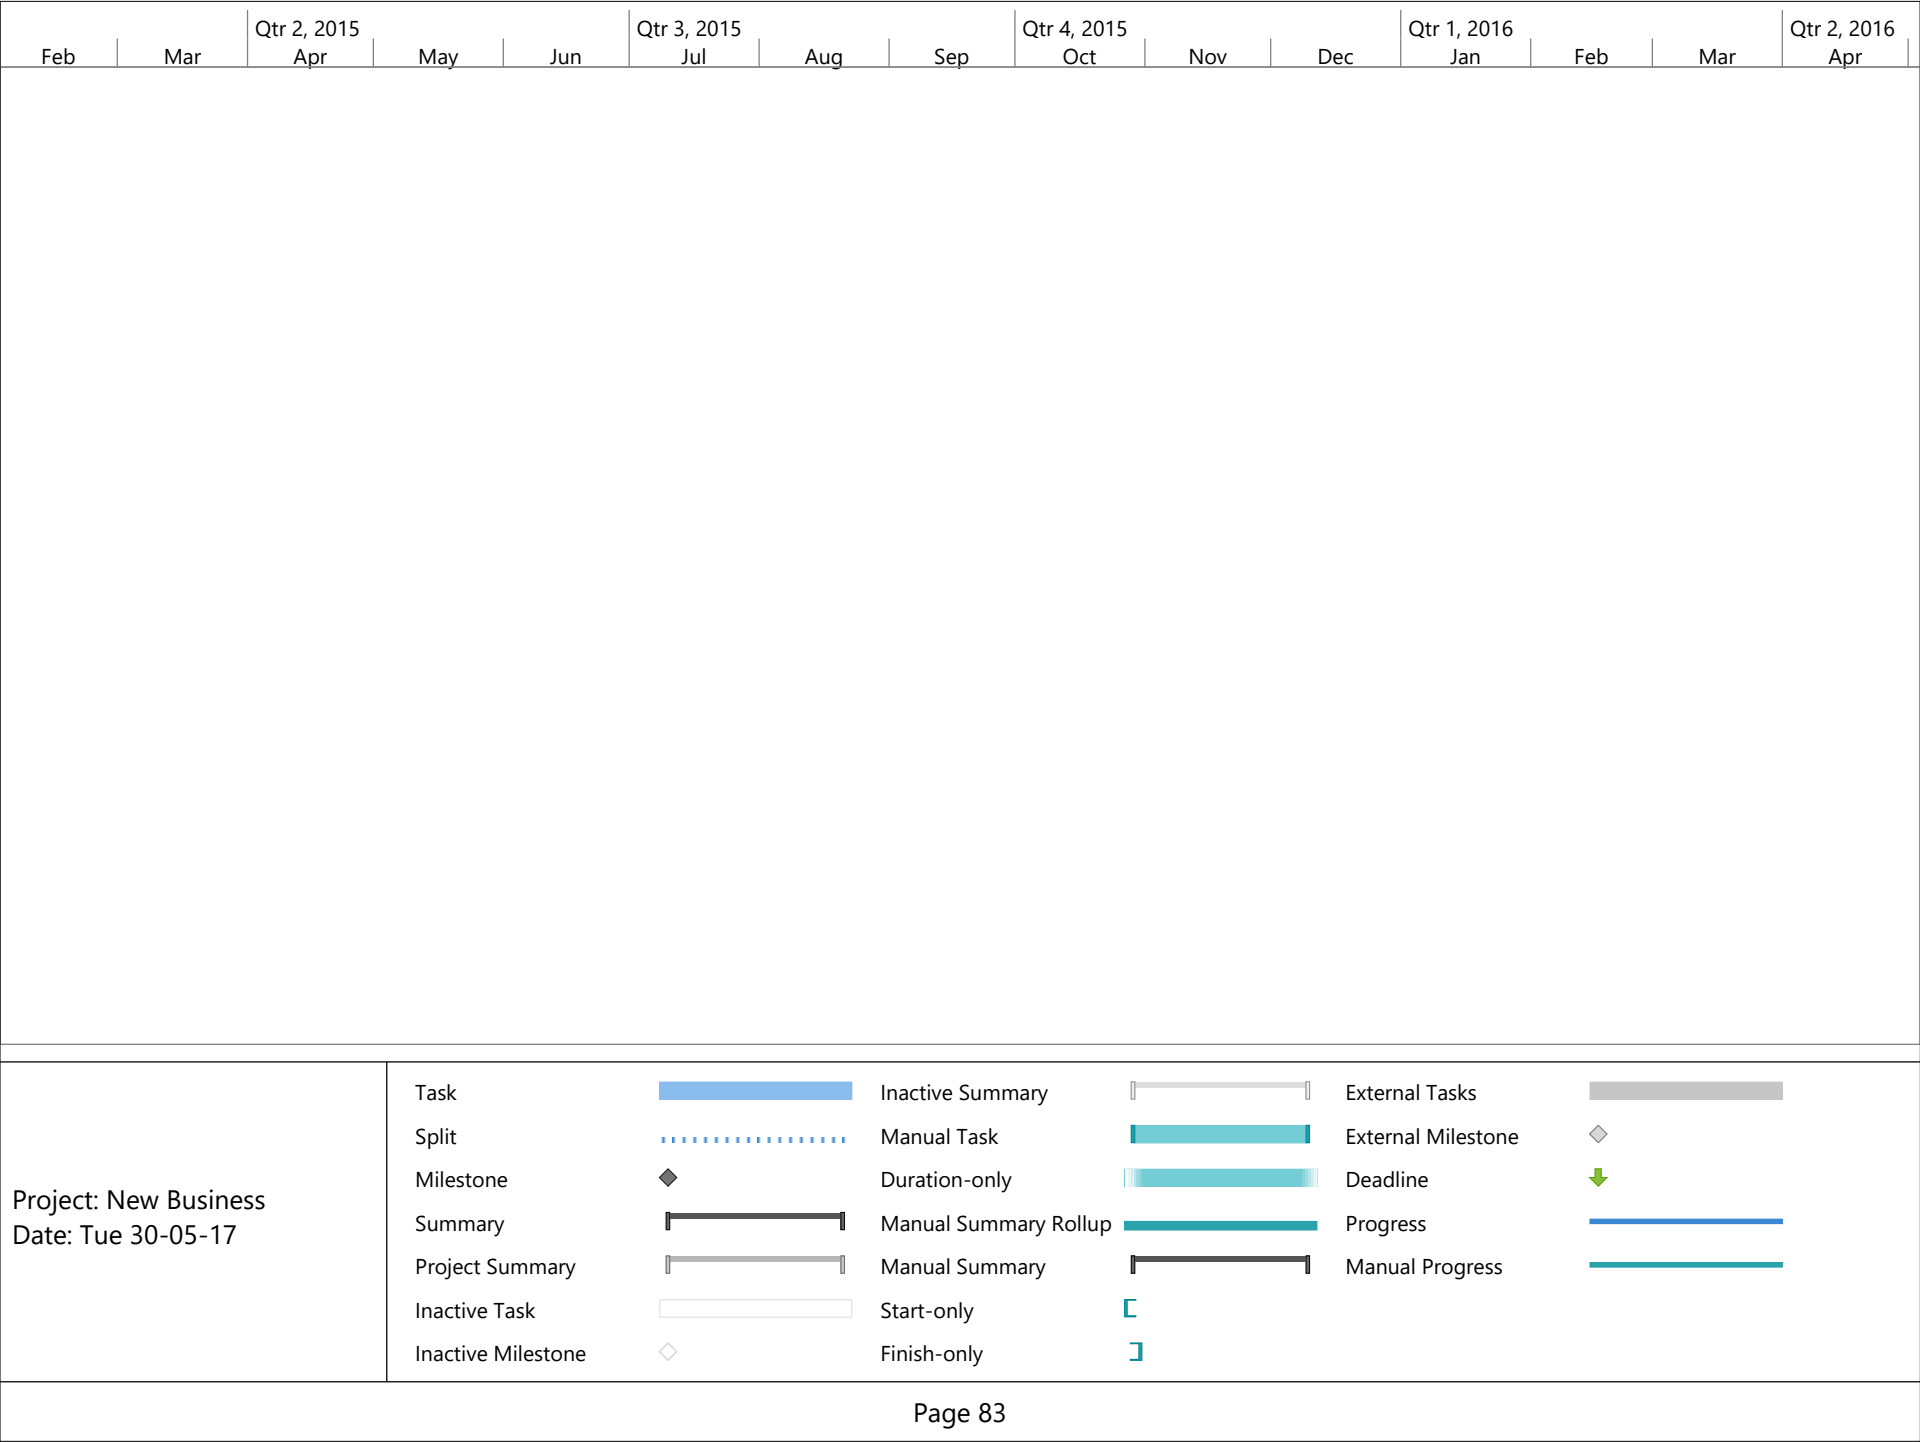 Qtr 2, 2015 Qtr 3, 2015 Qtr 4, 2015 Qtr 1, 2016 Qtr 2, 2016
Feb Mar Apr May Jun Jul Aug Sep Oct Nov Dec Jan Feb Mar Apr
Project: New Business
Date: Tue 30-05-17
Task
Split
Milestone
Summary
Project Summary
Inactive Task
Inactive Milestone
Inactive Summary
Manual Task
Duration-only
Manual Summary Rollup
Manual Summary
Start-only
Finish-only
External Tasks
External Milestone
Deadline
Progress
Manual Progress
Page 83